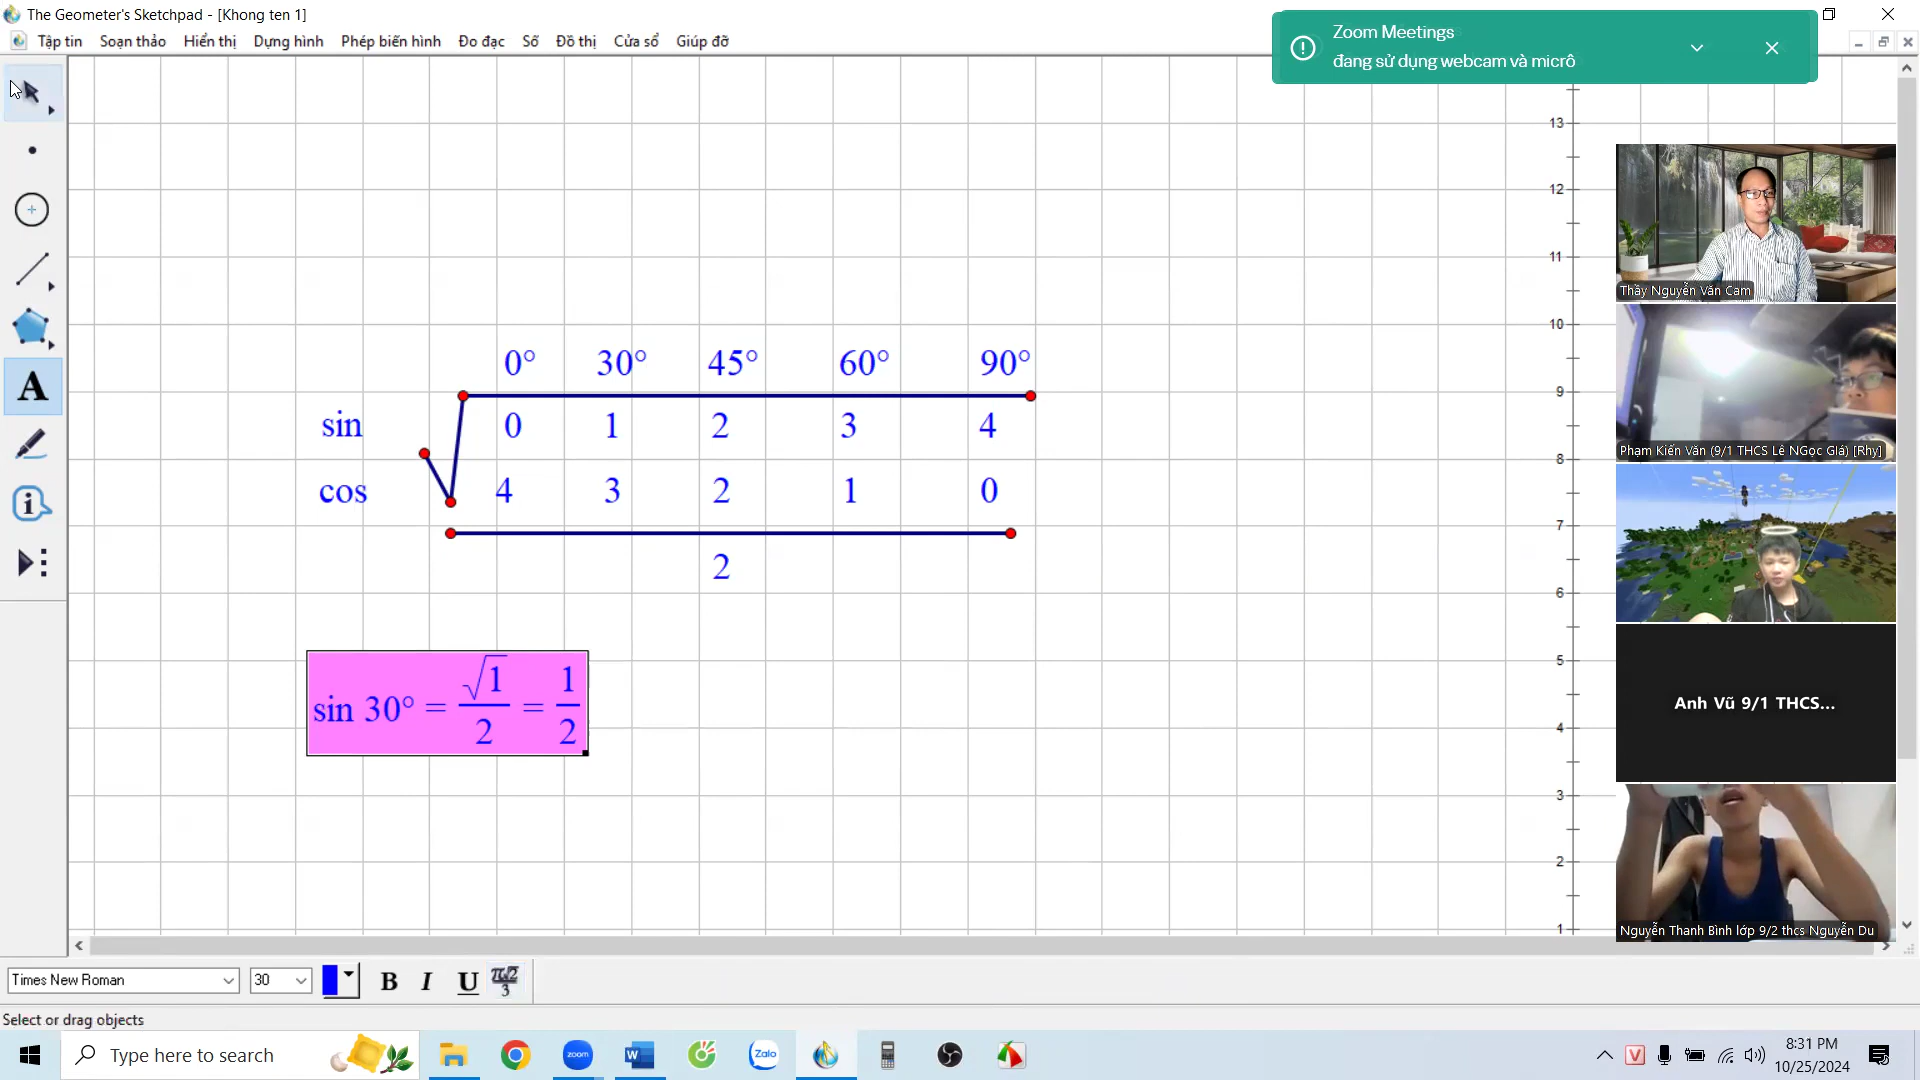 The Geometer's Sketchpad - [Khong ten 1]
Tập tin Soạn thảo Hiển thị Dựng hình Phép biến hình Đo đạc Số Đồ thị Cửa sổ Giúp đỡ
Zoom Meetings
đang sử dụng webcam và micrô
13
12
11
10
9
8
7
6
5
4
3
2
1
0° 30° 45° 60° 90°
sin 0 1 2 3 4
cos 4 3 2 1 0
2
sin 30° = √1/2 = 1/2
A
Thầy Nguyễn Văn Cam
Phạm Kiến Văn (9/1 THCS Lê NGọc GIá) [Rhy]
Anh Vũ 9/1 THCS...
Nguyễn Thanh Bình lớp 9/2 thcs Nguyễn Du
Times New Roman 30 B I U π√2/3
Select or drag objects
Type here to search
zoom
W
Zalo
V
8:31 PM
10/25/2024